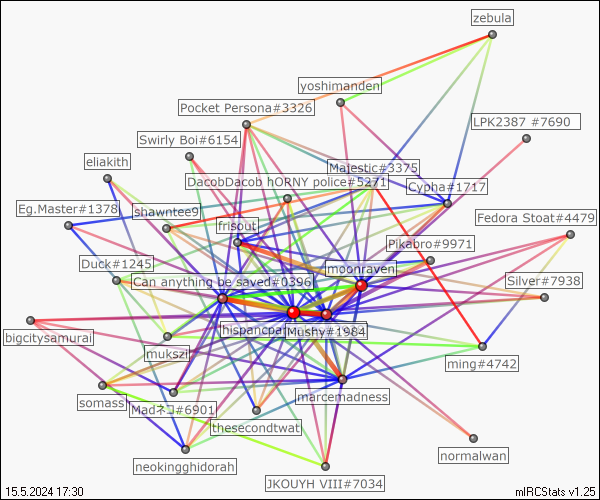 zebula
yoshimanden
Pocket Persona#3326
LPK2387 #7690
Swirly Boi#6154
eliakith
Majestic#3375
DacobDacob hORNY police#5271
Cypha#1717
Eg.Master#1378
shawntee9
Fedora Stoat#4479
frisout
Pikabro#9971
Duck#1245
moonraven
Can anything be saved#0396
Silver#7938
hispanicpa
Mushy#1984
bigcitysamurai
mukszi
ming#4742
marcemadness
somass
Madネコ#6901
thesecondtwat
normalwan
neokingghidorah
JKOUYH VIII#7034
15.5.2024 17:30
mIRCStats v1.25